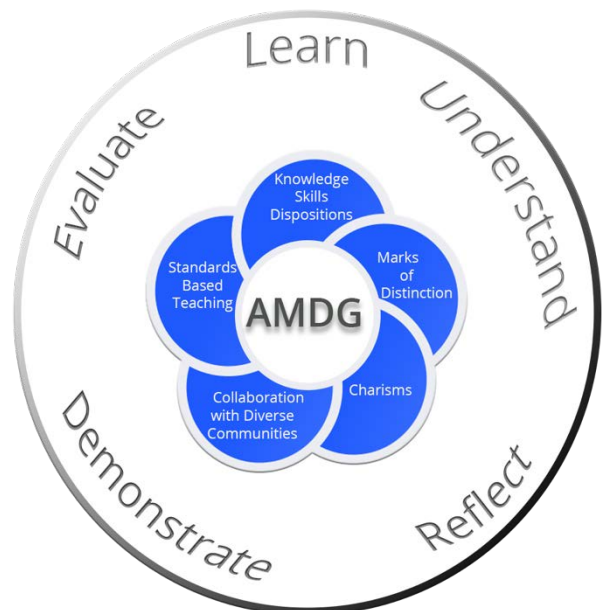 Learn
Understand
Reflect
Demonstrate
Evaluate
Knowledge
Skills
Dispositions
Marks
of
Distinction
Charisms
Collaboration
with Diverse
Communities
Standards
Based
Teaching
AMDG